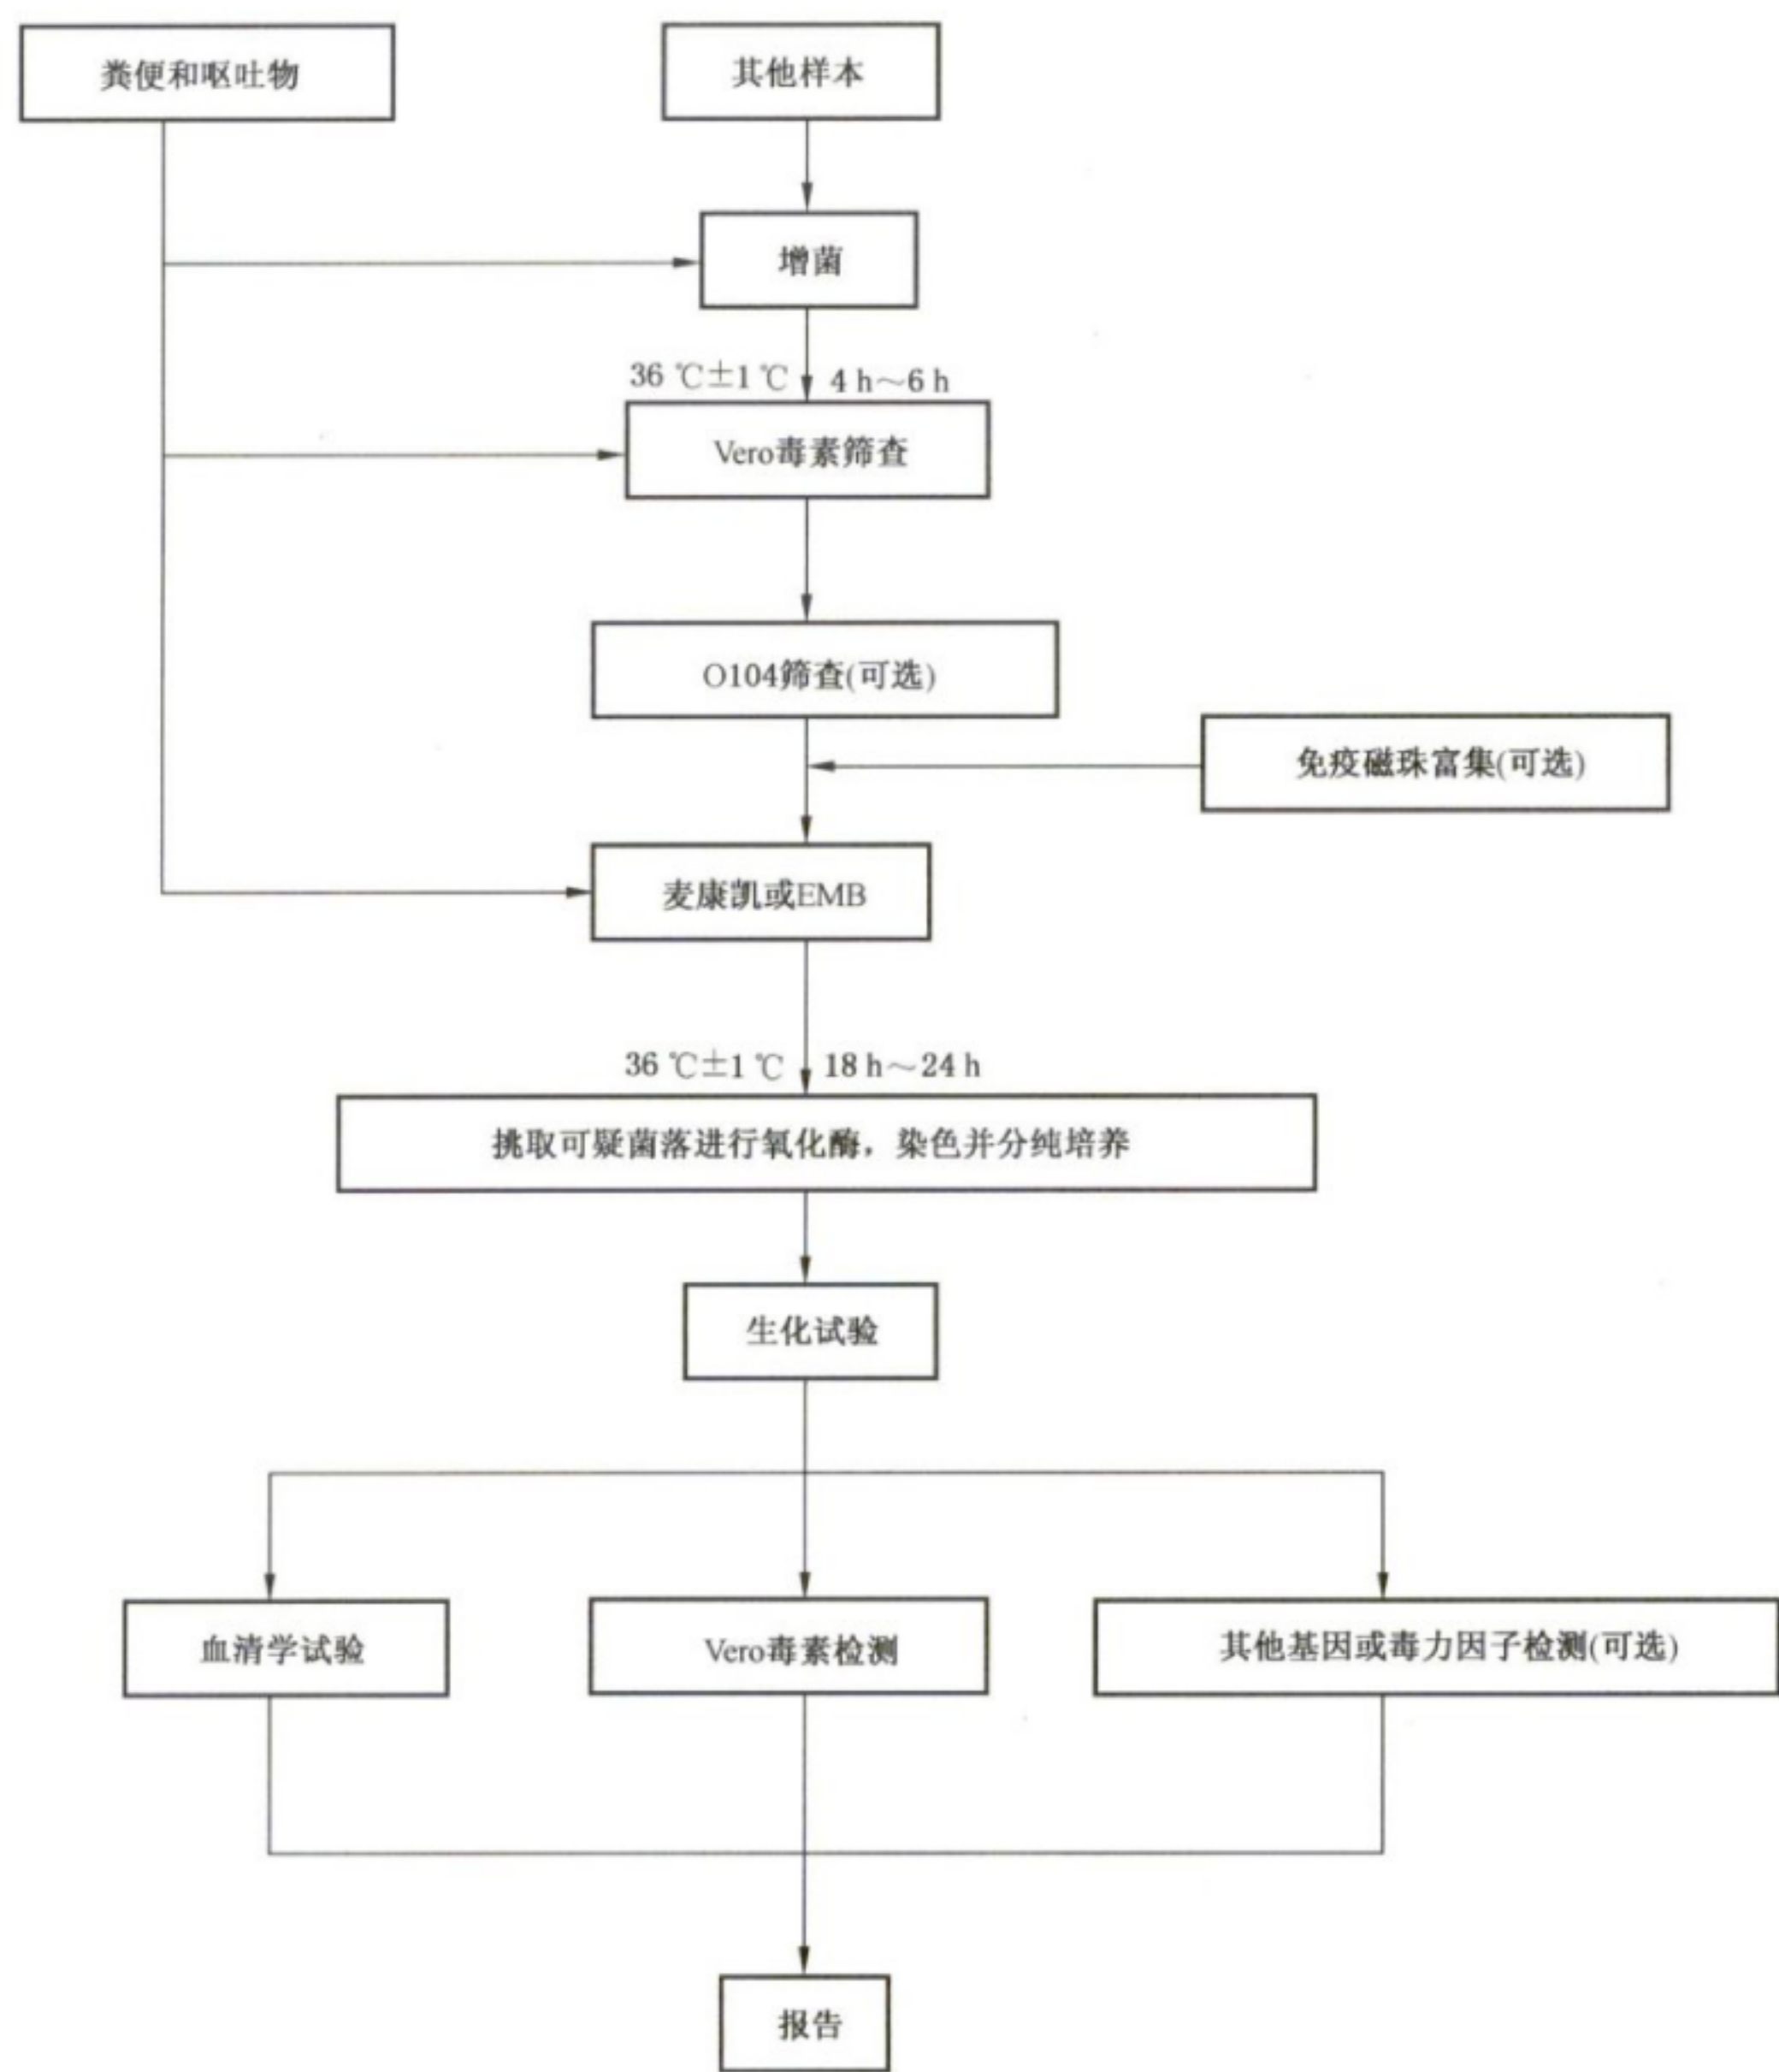 粪便和呕吐物
其他样本
增菌
36 ℃±1 ℃ 4 h～6 h
Vero毒素筛查
O104筛查(可选)
免疫磁珠富集(可选)
麦康凯或EMB
36 ℃±1 ℃ 18 h～24 h
挑取可疑菌落进行氧化酶，染色并分纯培养
生化试验
血清学试验
Vero毒素检测
其他基因或毒力因子检测(可选)
报告